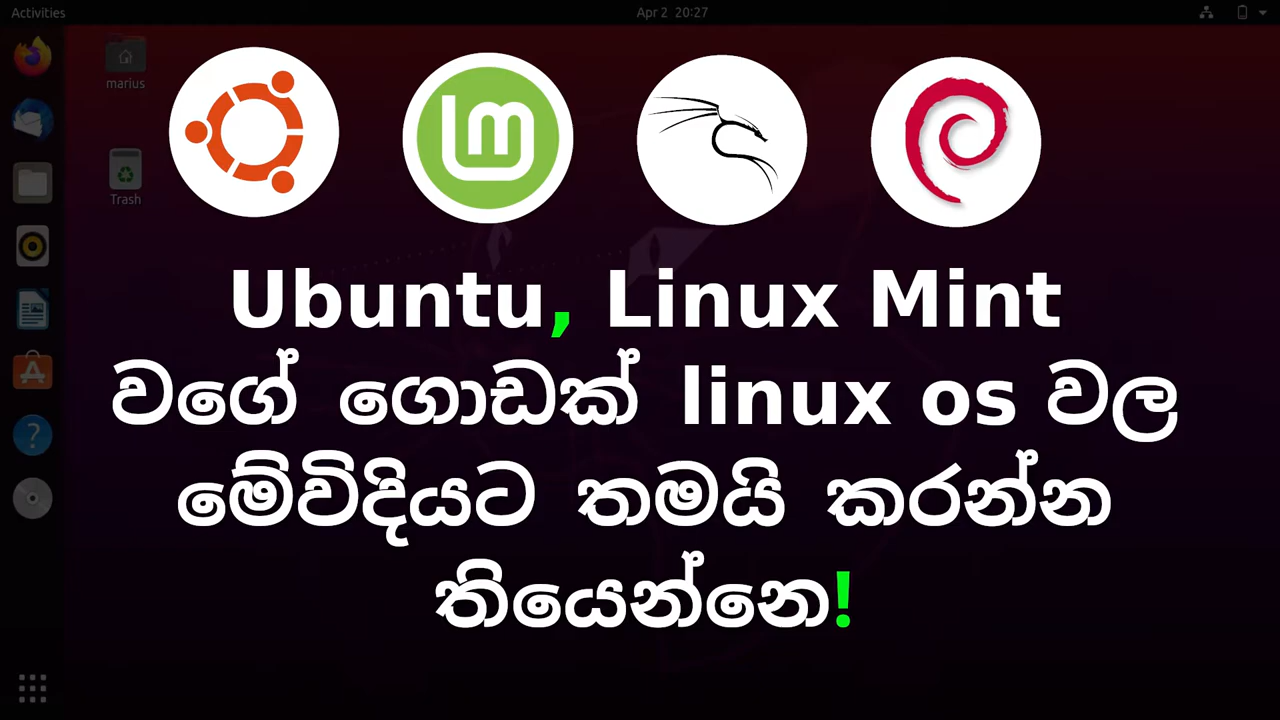 Activities
Apr 2 20:27
marius
Trash
Ubuntu, Linux Mint
වගේ ගොඩක් linux os වල
මේවිදියට තමයි කරන්න
තියෙන්නෙ!